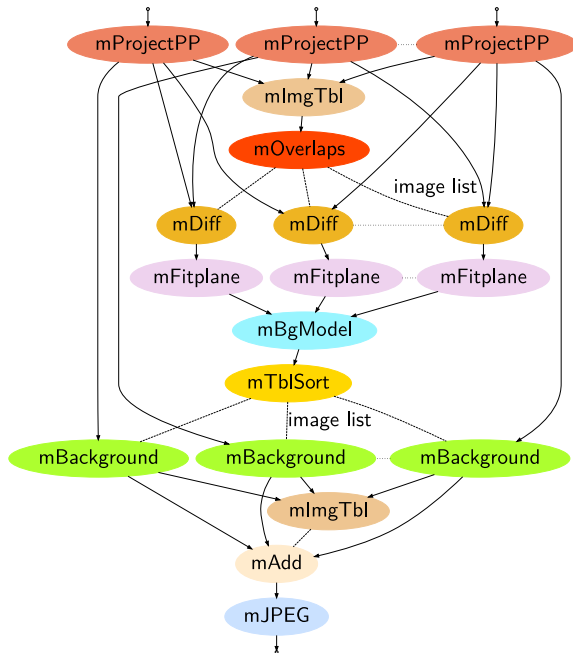 mProjectPP
mProjectPP
mProjectPP
mImgTbl
mOverlaps
image list
mDiff
mDiff
mDiff
mFitplane
mFitplane
mFitplane
mBgModel
mTblSort
image list
mBackground
mBackground
mBackground
mImgTbl
mAdd
mJPEG